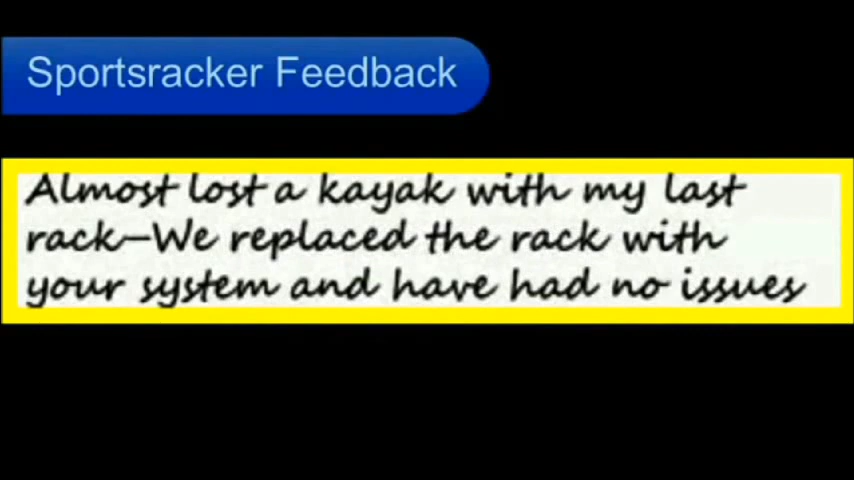 Sportsracker Feedback
Almost lost a kayak with my last
rack—We replaced the rack with
your system and have had no issues